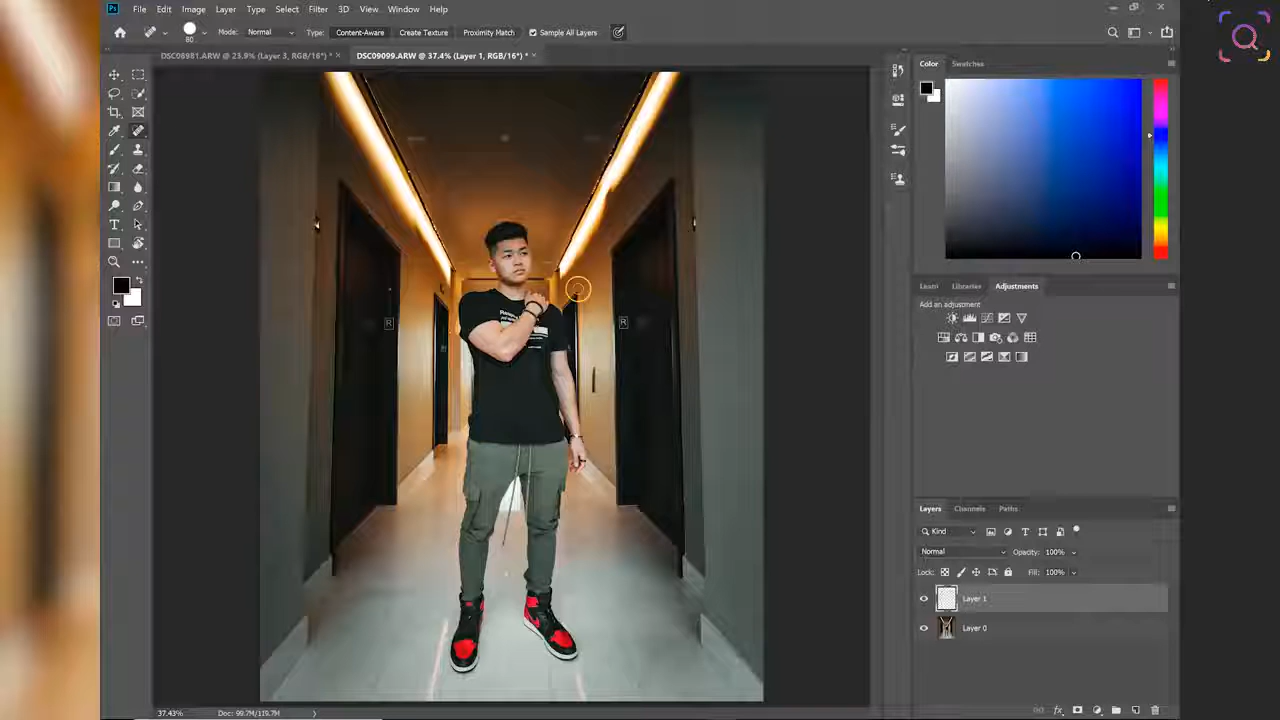 Ps File Edit Image Layer Type Select Filter 3D View Window Help
80 Mode: Normal Type: Content-Aware Create Texture Proximity Match Sample All Layers
DSC08981.ARW @ 23.9% (Layer 3, RGB/16*) * × DSC09099.ARW @ 37.4% (Layer 1, RGB/16*) * ×
Color Swatches
R
R
Learn Libraries Adjustments
Add an adjustment
Layers Channels Paths
Kind
Normal Opacity: 100%
Lock: Fill: 100%
Layer 1
Layer 0
37.43% Doc: 99.7M/119.7M